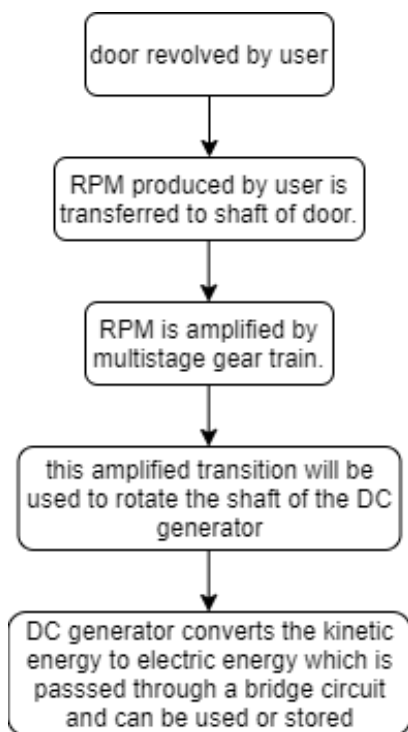 door revolved by user
RPM produced by user is
transferred to shaft of door.
RPM is amplified by
multistage gear train.
this amplified transition will be
used to rotate the shaft of the DC
generator
DC generator converts the kinetic
energy to electric energy which is
passsed through a bridge circuit
and can be used or stored